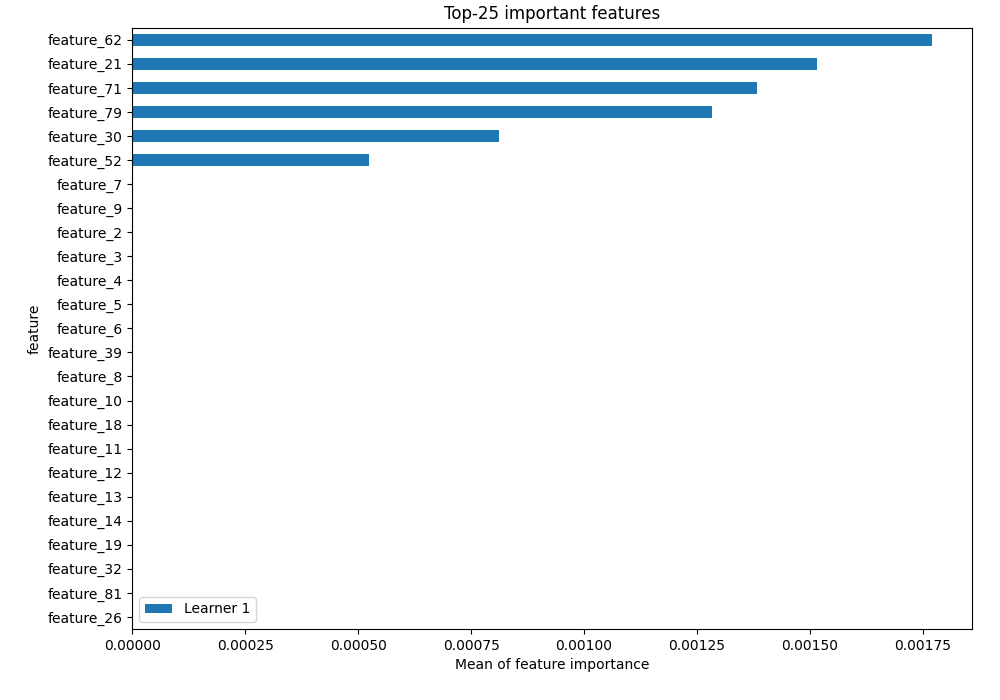 Top-25 important features
feature_62
feature_21
feature_71
feature_79
feature_30
feature_52
feature_7
feature_9
feature_2
feature_3
feature_4
feature_5
feature_6
feature_39
feature_8
feature_10
feature_18
feature_11
feature_12
feature_13
feature_14
feature_19
feature_32
feature_81
feature_26
feature
Learner 1
0.00000 0.00025 0.00050 0.00075 0.00100 0.00125 0.00150 0.00175
Mean of feature importance